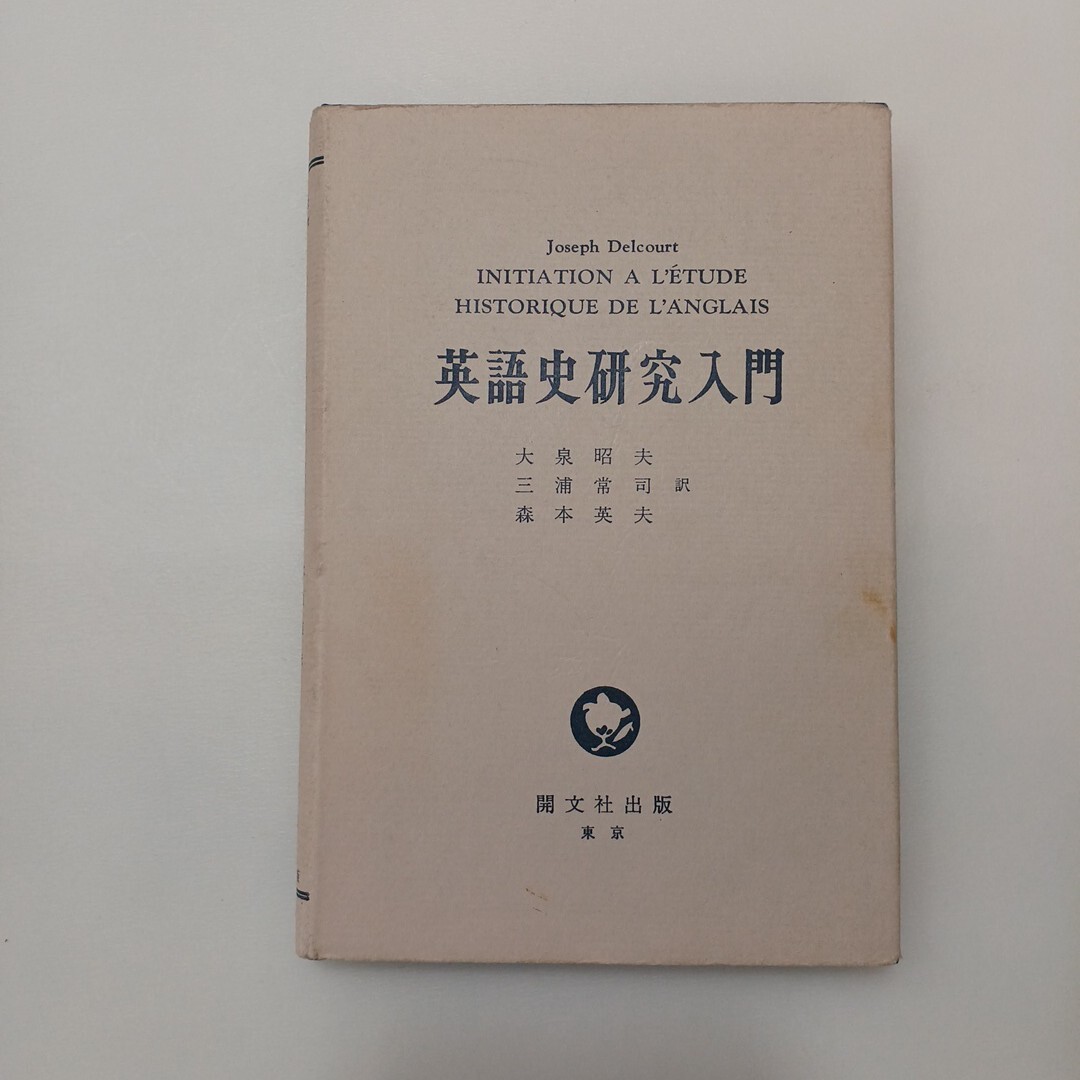 Joseph Delcourt
INITIATION A L'ÉTUDE
HISTORIQUE DE L'ANGLAIS
英語史研究入門
大泉昭夫
三浦常司 訳
森本英夫
開文社出版
東京